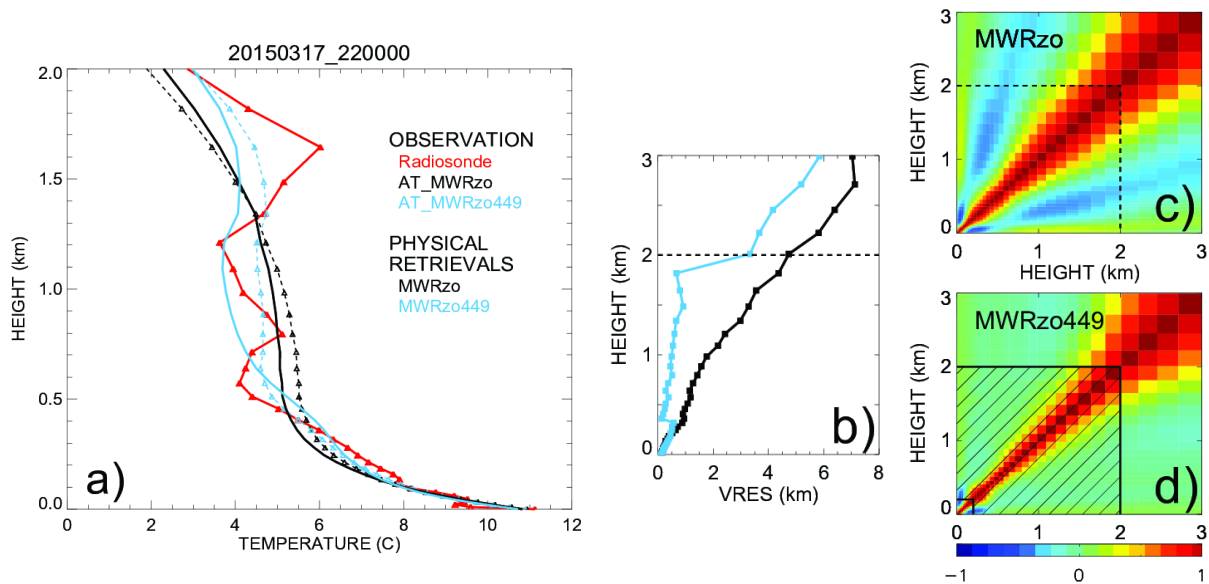 20150317_220000
2.0
1.5
1.0
0.5
0.0
HEIGHT (km)
OBSERVATION
Radiosonde
AT_MWRzo
AT_MWRzo449
PHYSICAL
RETRIEVALS
MWRzo
MWRzo449
a)
0 2 4 6 8 10 12
TEMPERATURE (C)
3
2
1
0
HEIGHT (km)
b)
0 2 4 6 8
VRES (km)
3
2
1
0
HEIGHT (km)
MWRzo
c)
0 1 2 3
HEIGHT (km)
3
2
1
0
HEIGHT (km)
MWRzo449
d)
0 1 2 3
−1 0 1